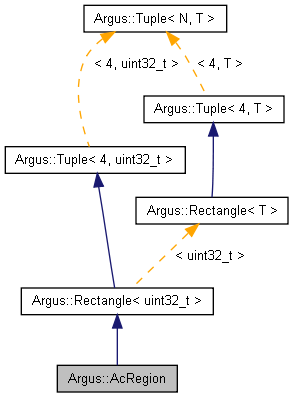 Argus::Tuple< N, T >
< 4, uint32_t >
< 4, T >
Argus::Tuple< 4, T >
Argus::Tuple< 4, uint32_t >
Argus::Rectangle< T >
< uint32_t >
Argus::Rectangle< uint32_t >
Argus::AcRegion